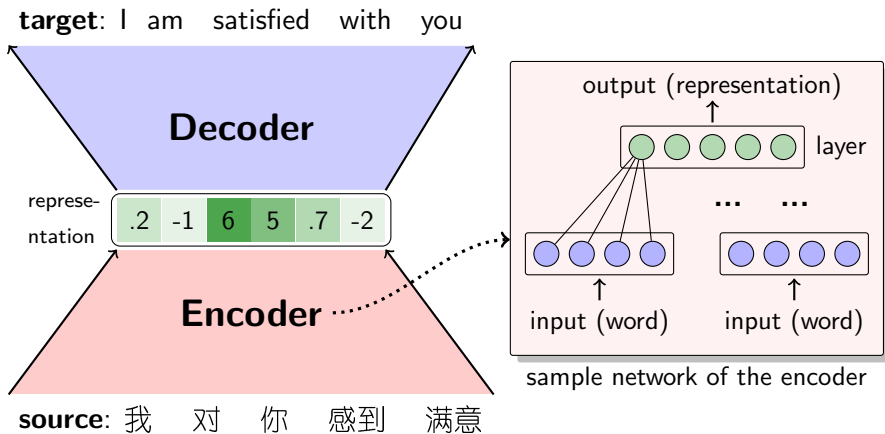 target: I am satisfied with you
Decoder
represe-
ntation
.2 -1 6 5 .7 -2
Encoder
source: 我 对 你 感到 满意
output (representation)
layer
... ...
input (word) input (word)
sample network of the encoder